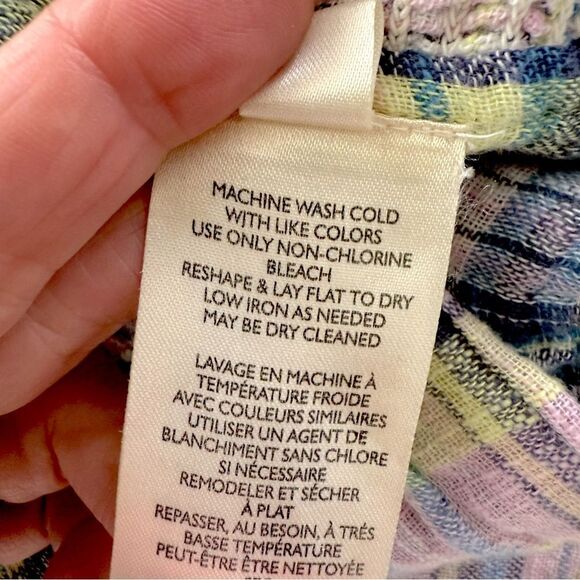 MACHINE WASH COLD
WITH LIKE COLORS
USE ONLY NON-CHLORINE
BLEACH
RESHAPE & LAY FLAT TO DRY
LOW IRON AS NEEDED
MAY BE DRY CLEANED
LAVAGE EN MACHINE À
TEMPÉRATURE FROIDE
AVEC COULEURS SIMILAIRES
UTILISER UN AGENT DE
BLANCHIMENT SANS CHLORE
SI NÉCESSAIRE
REMODELER ET SÉCHER
À PLAT
REPASSER, AU BESOIN, À TRÉS
BASSE TEMPÉRATURE
PEUT-ÊTRE ÊTRE NETTOYÉE